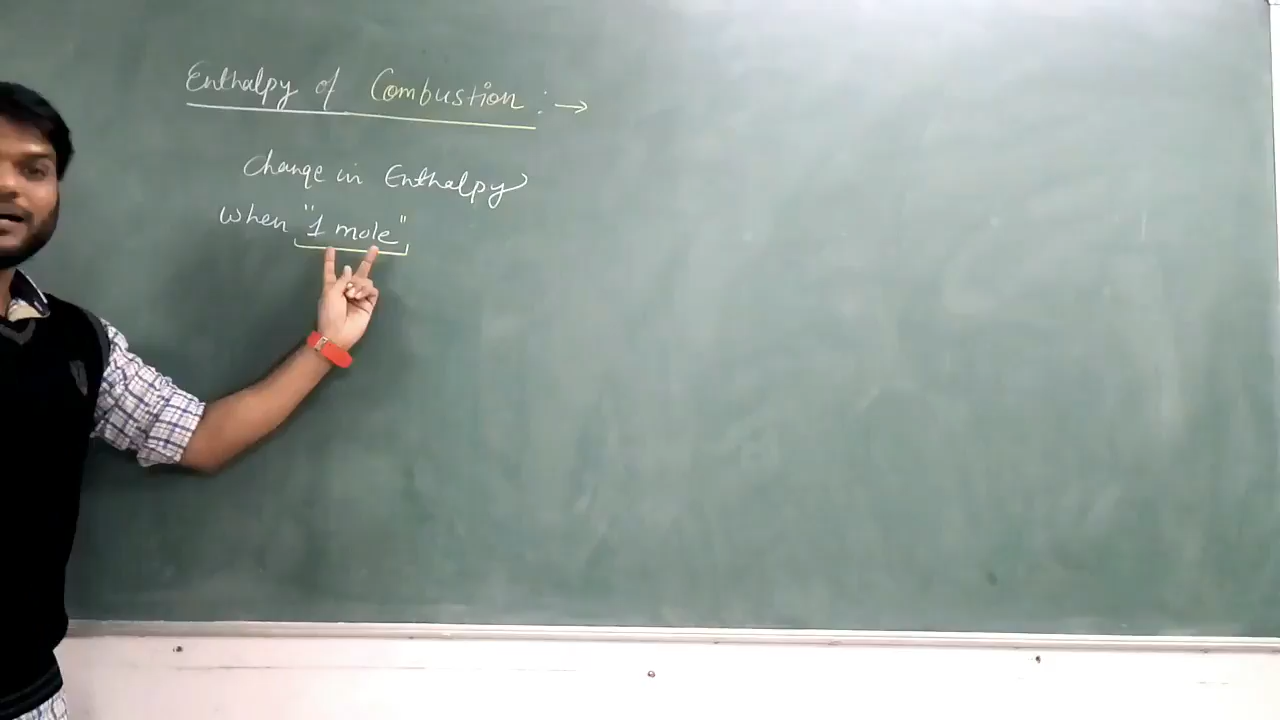 Enthalpy of Combustion : →
Change in Enthalpy
when "1 mole"